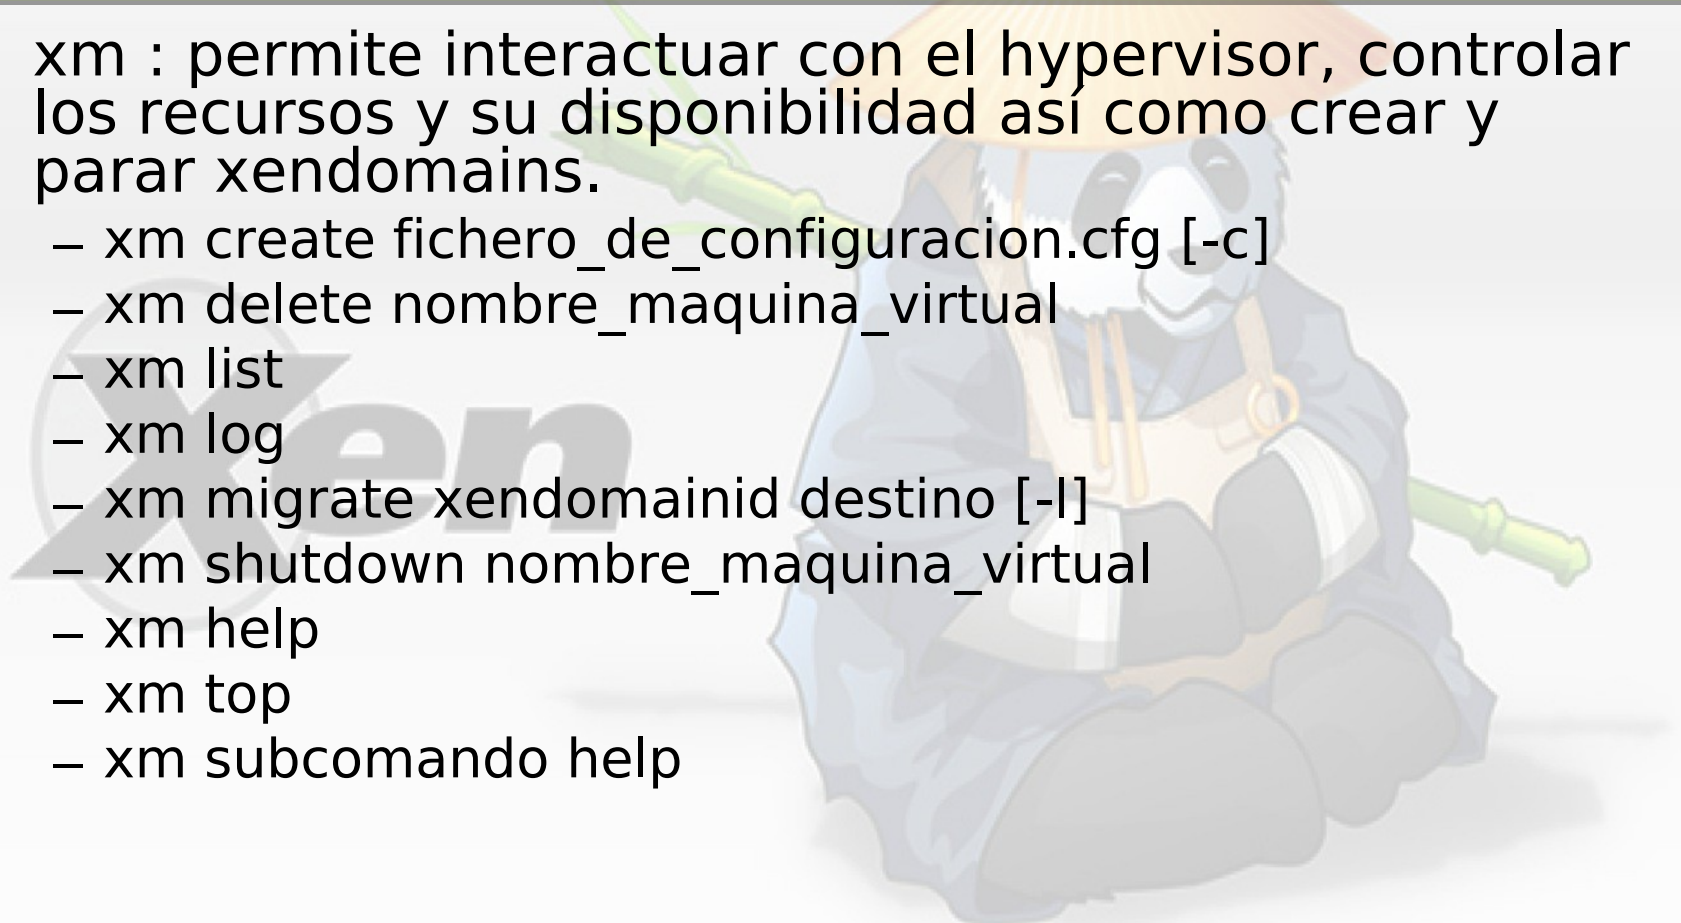 xm : permite interactuar con el hypervisor, controlar
los recursos y su disponibilidad así como crear y
parar xendomains.
– xm create fichero_de_configuracion.cfg [-c]
– xm delete nombre_maquina_virtual
– xm list
– xm log
– xm migrate xendomainid destino [-l]
– xm shutdown nombre_maquina_virtual
– xm help
– xm top
– xm subcomando help
Xen